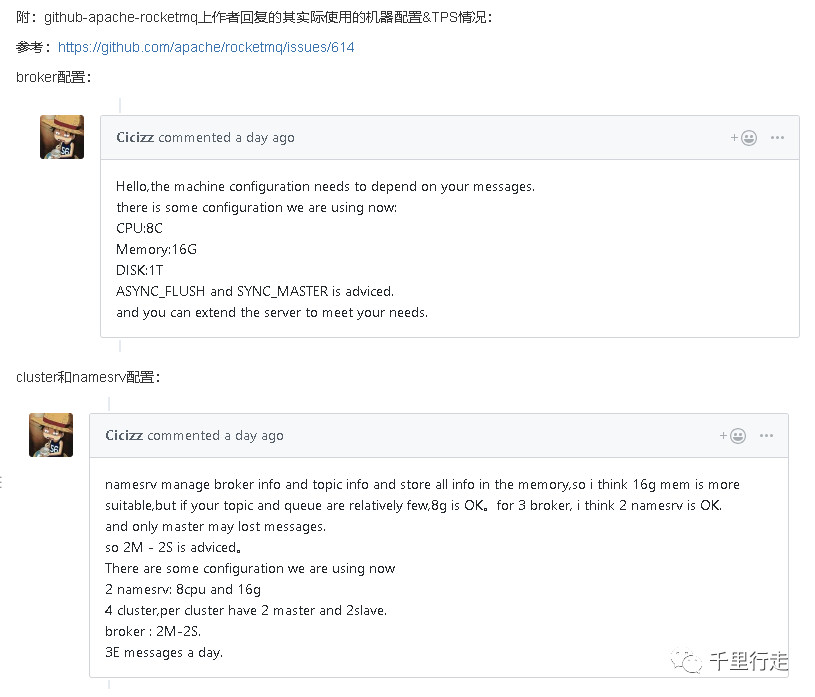 附：github-apache-rocketmq上作者回复的其实际使用的机器配置&TPS情况：
参考：https://github.com/apache/rocketmq/issues/614
broker配置：
Cicizz commented a day ago
Hello,the machine configuration needs to depend on your messages.
there is some configuration we are using now:
CPU:8C
Memory:16G
DISK:1T
ASYNC_FLUSH and SYNC_MASTER is adviced.
and you can extend the server to meet your needs.
cluster和namesrv配置：
Cicizz commented a day ago
namesrv manage broker info and topic info and store all info in the memory,so i think 16g mem is more
suitable,but if your topic and queue are relatively few,8g is OK。for 3 broker, i think 2 namesrv is OK.
and only master may lost messages.
so 2M - 2S is adviced。
There are some configuration we are using now
2 namesrv: 8cpu and 16g
4 cluster,per cluster have 2 master and 2slave.
broker : 2M-2S.
3E messages a day.
千里行走